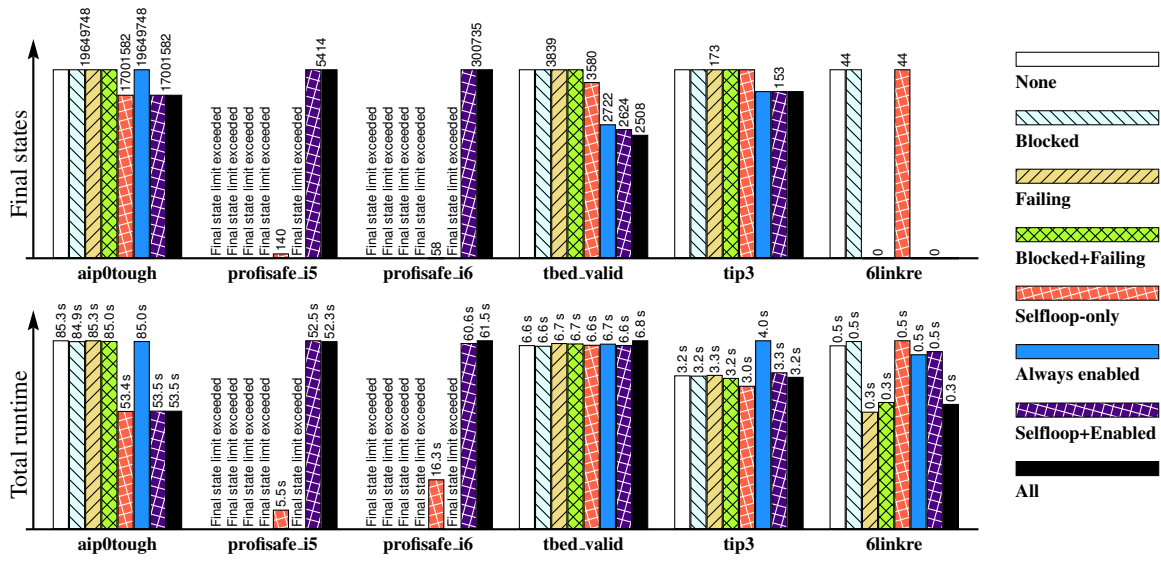 Final states
19649748
17001582
19649748
17001582
Final state limit exceeded
Final state limit exceeded
Final state limit exceeded
Final state limit exceeded
140
Final state limit exceeded
5414
Final state limit exceeded
Final state limit exceeded
Final state limit exceeded
Final state limit exceeded
58
Final state limit exceeded
300735
3839
3580
2722
2624
2508
173
153
44
0
44
0
aip0tough
profisafe_i5
profisafe_i6
tbed_valid
tip3
6linkre
Total runtime
85.3 s
84.9 s
85.3 s
85.0 s
53.4 s
85.0 s
53.5 s
53.5 s
Final state limit exceeded
Final state limit exceeded
Final state limit exceeded
Final state limit exceeded
5.5 s
Final state limit exceeded
52.5 s
52.3 s
Final state limit exceeded
Final state limit exceeded
Final state limit exceeded
Final state limit exceeded
16.3 s
Final state limit exceeded
60.6 s
61.5 s
6.6 s
6.6 s
6.7 s
6.7 s
6.6 s
6.7 s
6.6 s
6.8 s
3.2 s
3.2 s
3.3 s
3.2 s
3.0 s
4.0 s
3.3 s
3.2 s
0.5 s
0.5 s
0.3 s
0.3 s
0.5 s
0.5 s
0.5 s
0.3 s
aip0tough
profisafe_i5
profisafe_i6
tbed_valid
tip3
6linkre
None
Blocked
Failing
Blocked+Failing
Selfloop-only
Always enabled
Selfloop+Enabled
All